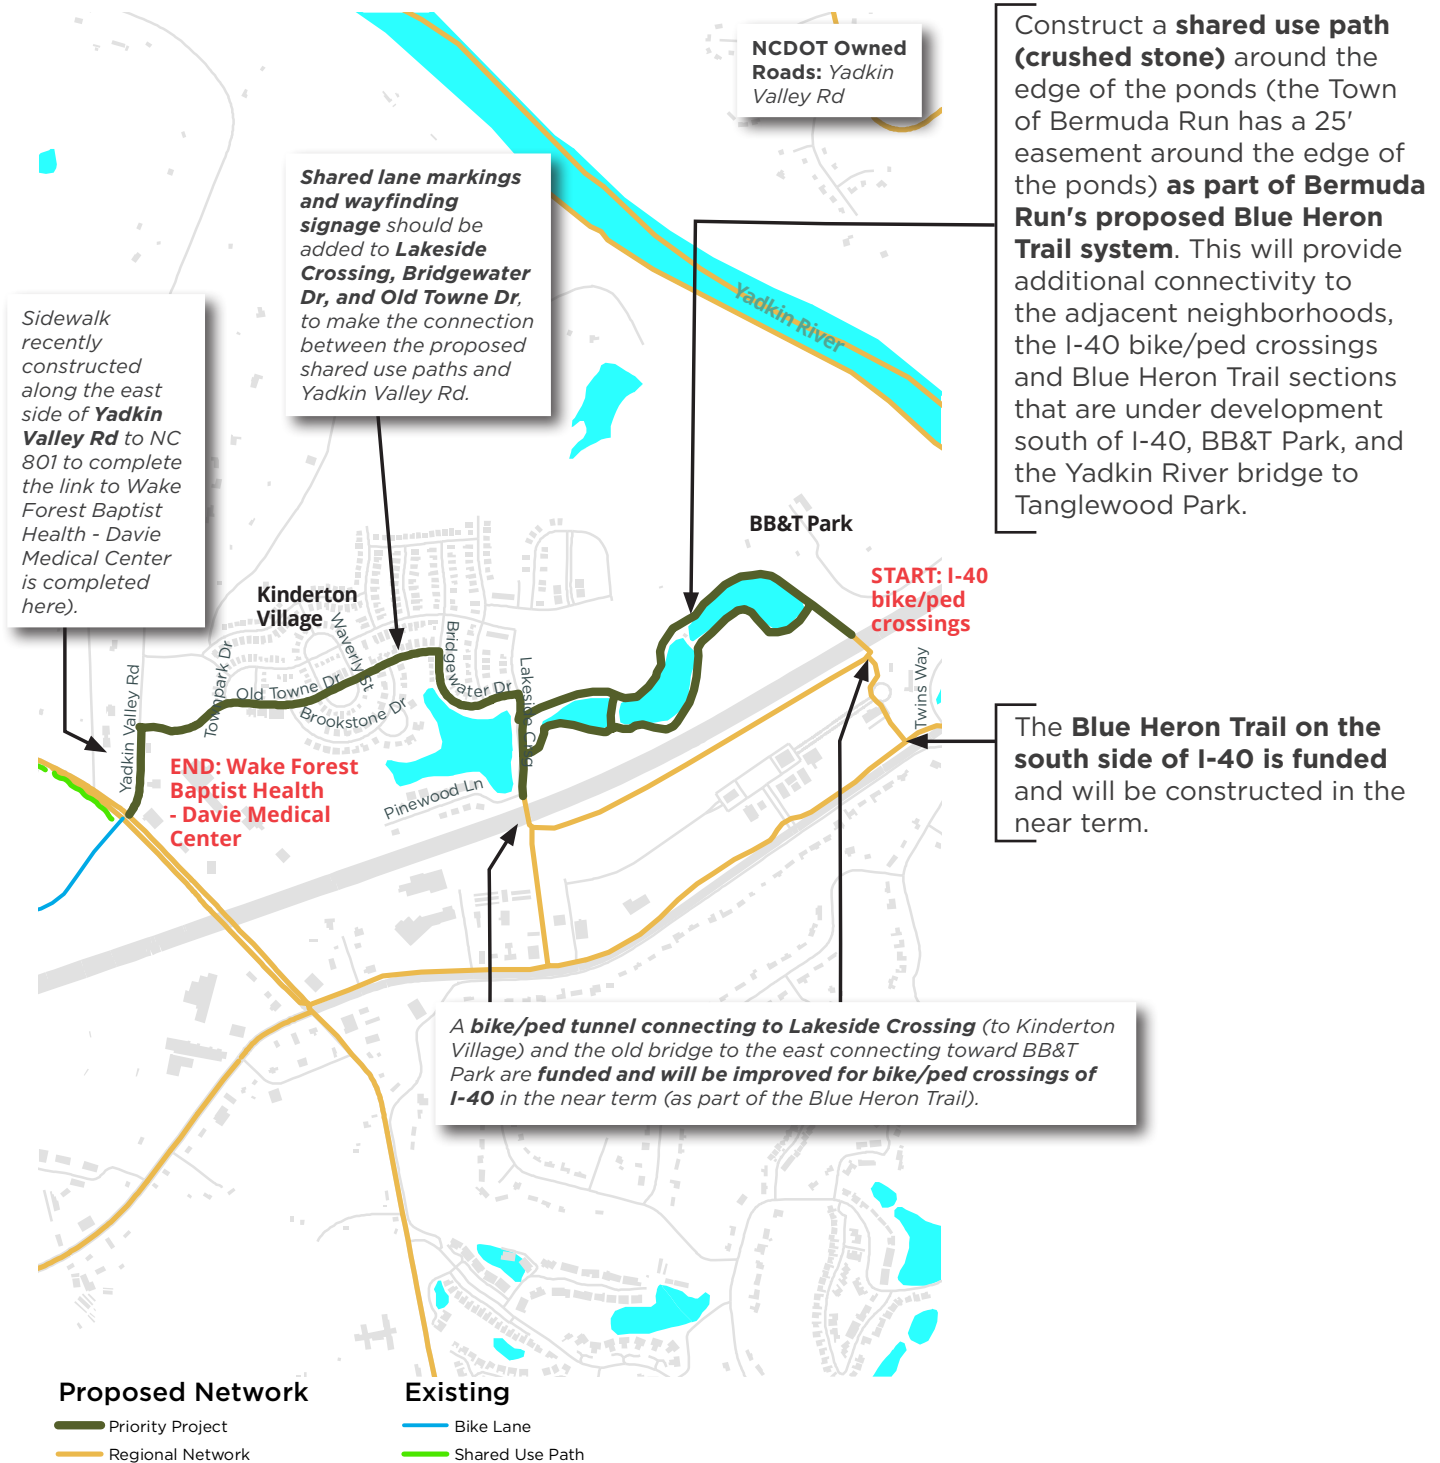 NCDOT Owned
Roads: Yadkin
Valley Rd
Construct a shared use path
(crushed stone) around the
edge of the ponds (the Town
of Bermuda Run has a 25'
easement around the edge of
the ponds) as part of Bermuda
Run's proposed Blue Heron
Trail system. This will provide
additional connectivity to
the adjacent neighborhoods,
the I-40 bike/ped crossings
and Blue Heron Trail sections
that are under development
south of I-40, BB&T Park, and
the Yadkin River bridge to
Tanglewood Park.
Shared lane markings
and wayfinding
signage should be
added to Lakeside
Crossing, Bridgewater
Dr, and Old Towne Dr,
to make the connection
between the proposed
shared use paths and
Yadkin Valley Rd.
Sidewalk
recently
constructed
along the east
side of Yadkin
Valley Rd to NC
801 to complete
the link to Wake
Forest Baptist
Health - Davie
Medical Center
is completed
here).
Yadkin River
BB&T Park
START: I-40
bike/ped
crossings
Kinderton
Village
Waverly St
Bridgewater Dr
Lakeside Crsg
Townpark Dr
Old Towne Dr
Brookstone Dr
Yadkin Valley Rd
Pinewood Ln
Twins Way
END: Wake Forest
Baptist Health
- Davie Medical
Center
The Blue Heron Trail on the
south side of I-40 is funded
and will be constructed in the
near term.
A bike/ped tunnel connecting to Lakeside Crossing (to Kinderton
Village) and the old bridge to the east connecting toward BB&T
Park are funded and will be improved for bike/ped crossings of
I-40 in the near term (as part of the Blue Heron Trail).
Proposed Network
Priority Project
Regional Network
Existing
Bike Lane
Shared Use Path